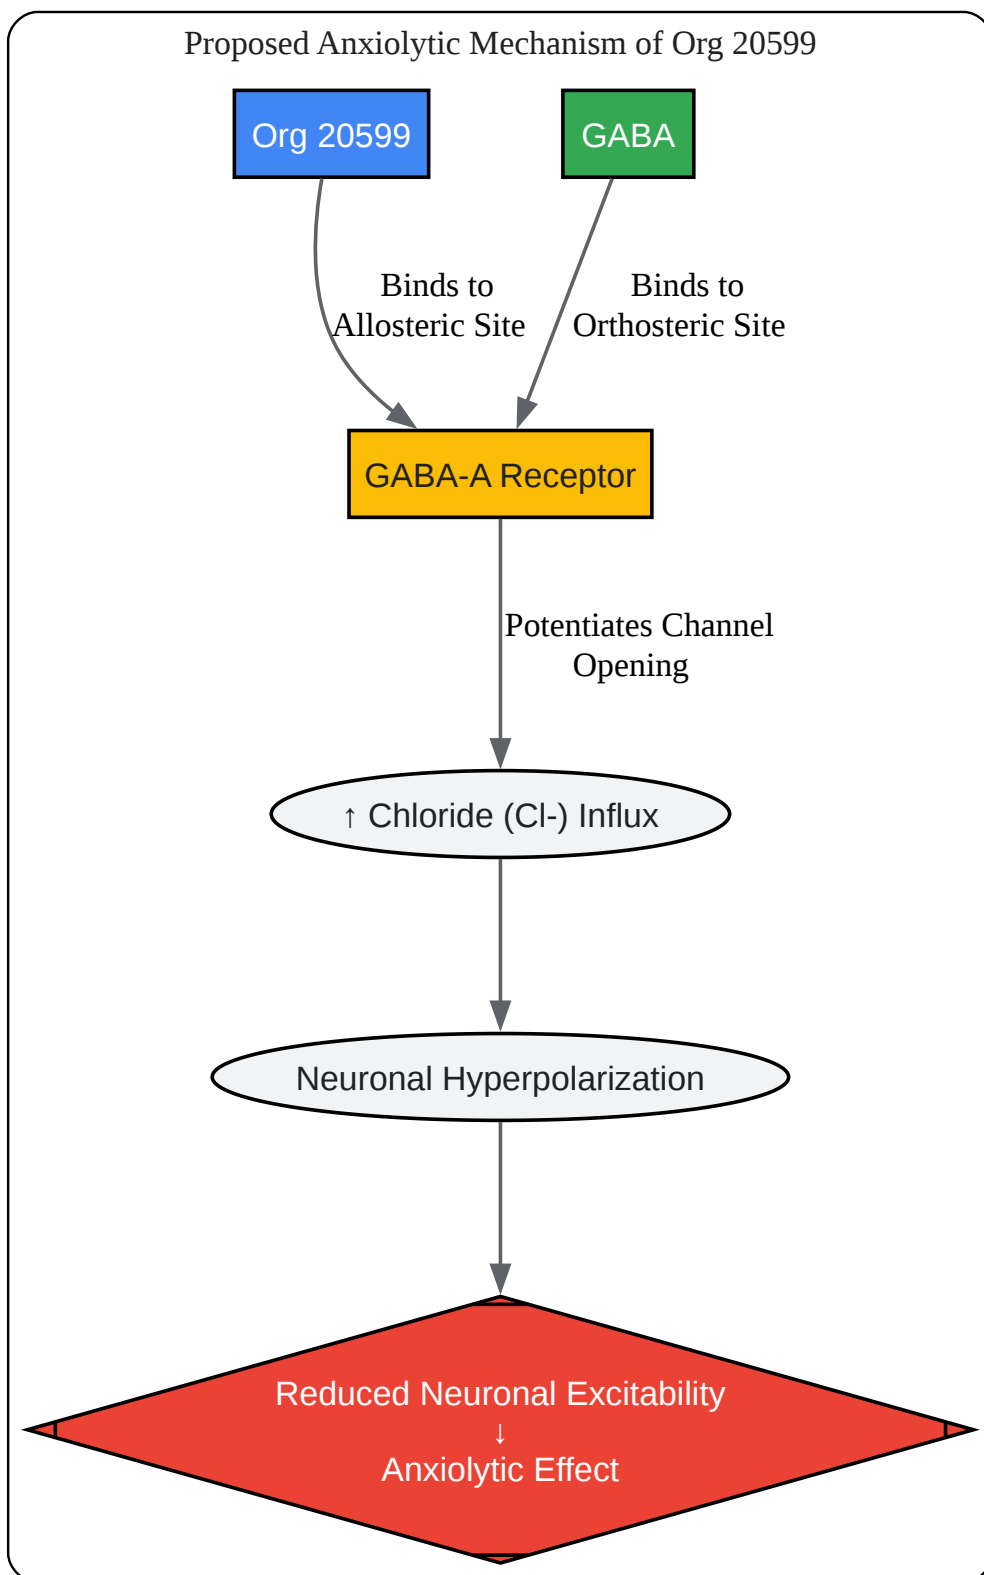 Proposed Anxiolytic Mechanism of Org 20599
Org 20599
GABA
Binds to
Allosteric Site
Binds to
Orthosteric Site
GABA-A Receptor
Potentiates Channel
Opening
↑ Chloride (Cl-) Influx
Neuronal Hyperpolarization
Reduced Neuronal Excitability
↓
Anxiolytic Effect